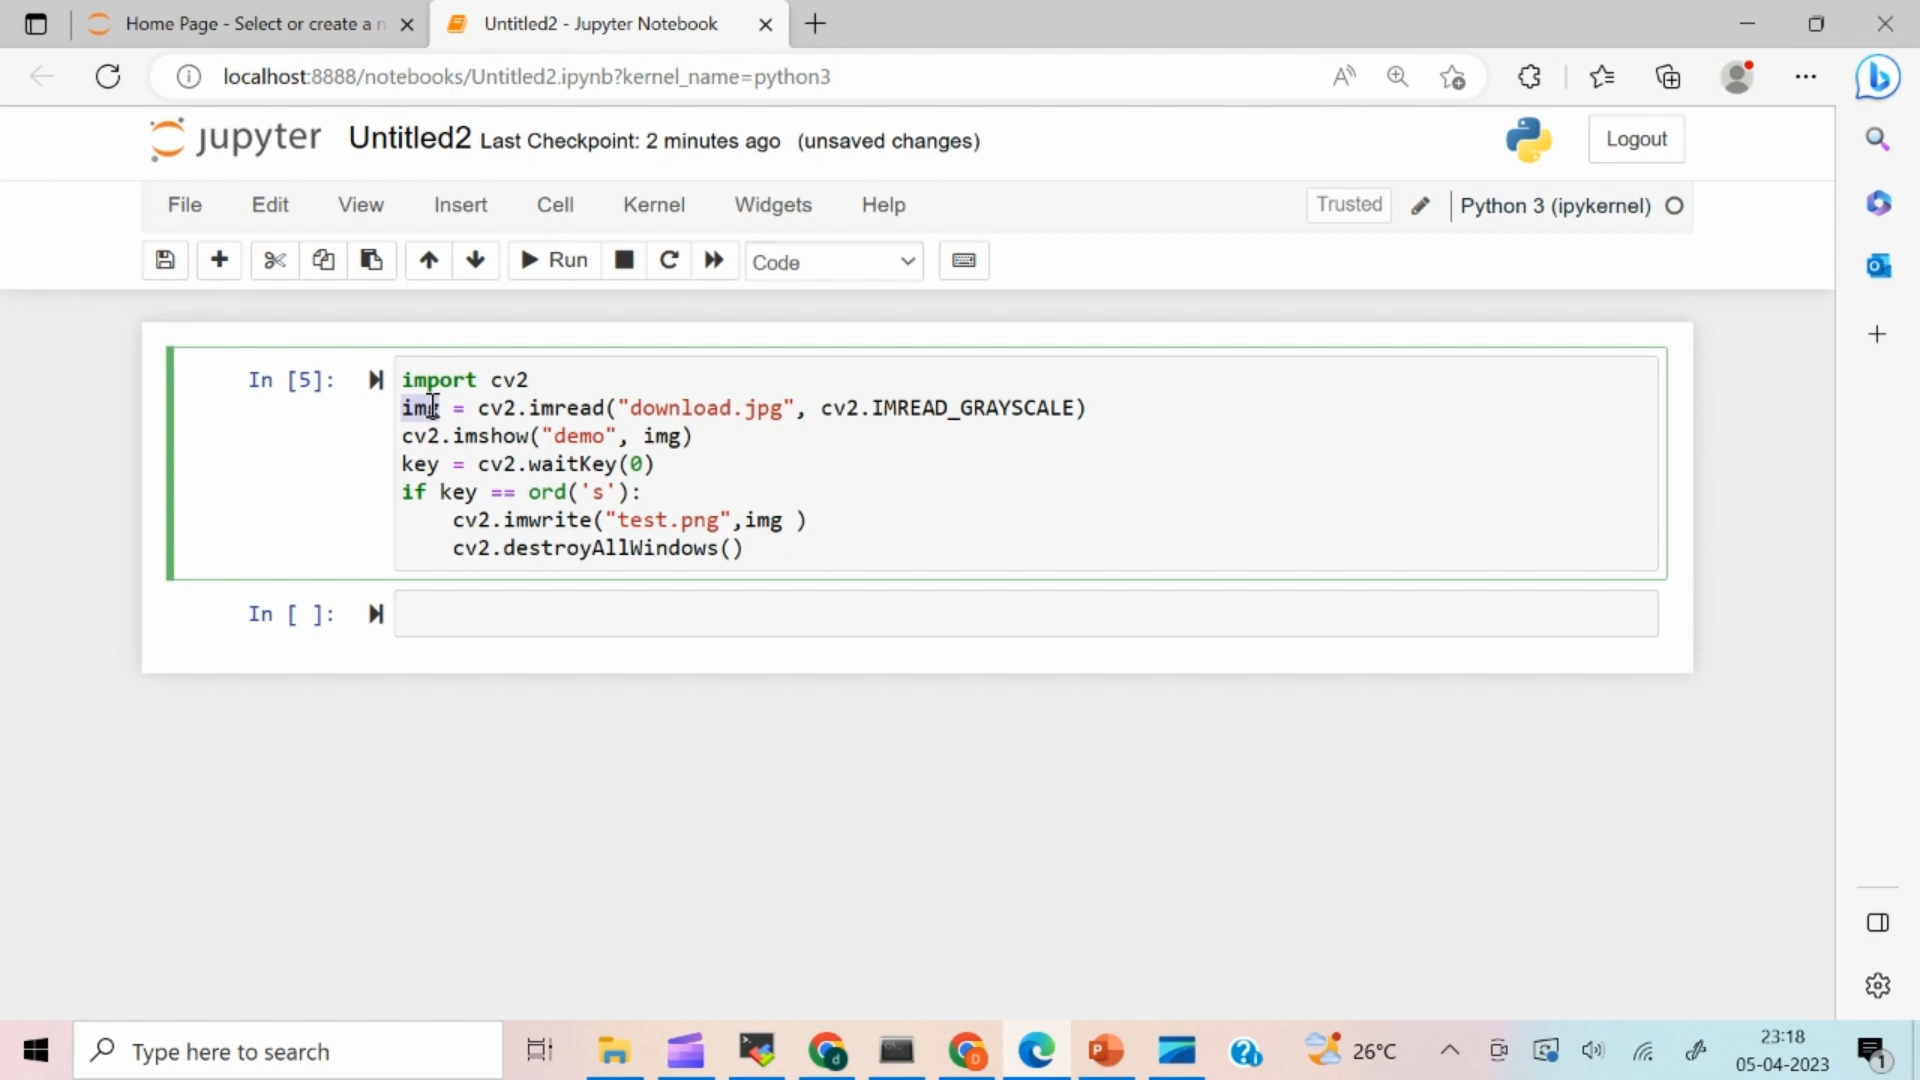 Home Page - Select or create a n
Untitled2 - Jupyter Notebook
localhost:8888/notebooks/Untitled2.ipynb?kernel_name=python3
jupyter Untitled2 Last Checkpoint: 2 minutes ago (unsaved changes)
Logout
File Edit View Insert Cell Kernel Widgets Help
Trusted
Python 3 (ipykernel)
Run
Code
In [5]:
import cv2
img = cv2.imread("download.jpg", cv2.IMREAD_GRAYSCALE)
cv2.imshow("demo", img)
key = cv2.waitKey(0)
if key == ord('s'):
    cv2.imwrite("test.png",img )
    cv2.destroyAllWindows()
In [ ]:
Type here to search
26°C
23:18
05-04-2023
1